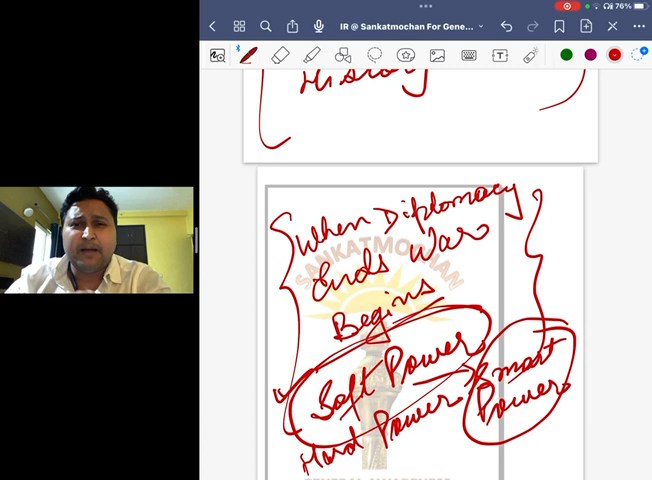 76%
IR @ Sankatmochan For Gene...
History
When Diplomacy
Ends War
Begins
Soft Power
Hard Power
Smart
Power
SANKATMOCHAN
GENERAL AWARENESS